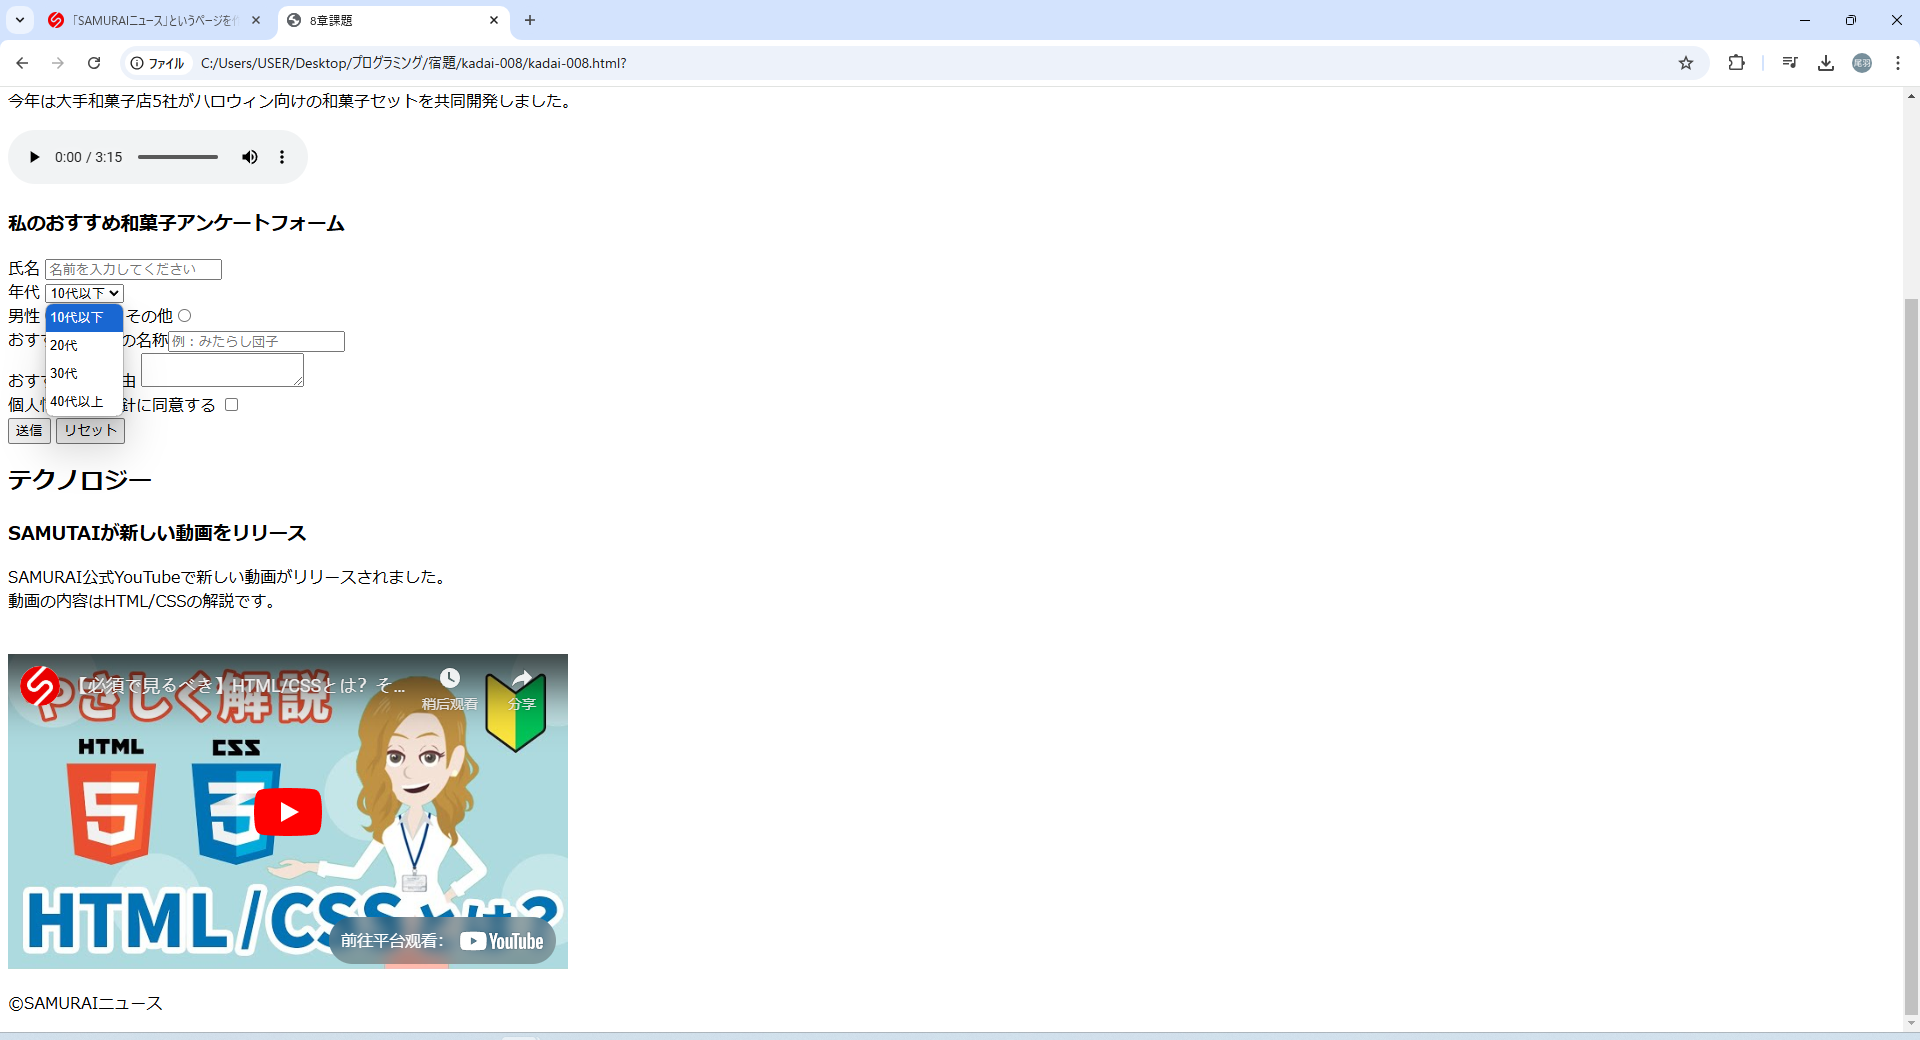 「SAMURAIニュース」というページを
8章課題
ファイル
C:/Users/USER/Desktop/プログラミング/宿題/kadai-008/kadai-008.html?
尾羽
今年は大手和菓子店5社がハロウィン向けの和菓子セットを共同開発しました。
0:00 / 3:15
私のおすすめ和菓子アンケートフォーム
氏名 名前を入力してください
年代 10代以下
男性 10代以下 その他
おす の名称 例：みたらし団子
20代
30代
おす 由
個人 40代以上 針に同意する
送信 リセット
テクノロジー
SAMUTAIが新しい動画をリリース
SAMURAI公式YouTubeで新しい動画がリリースされました。
動画の内容はHTML/CSSの解説です。
【必須で見るべき】HTML/CSSとは？そ...
やさしく解説
稍后观看 分享
HTML CSS
5 3
HTML/CSSとは？
前往平台观看： YouTube
©SAMURAIニュース